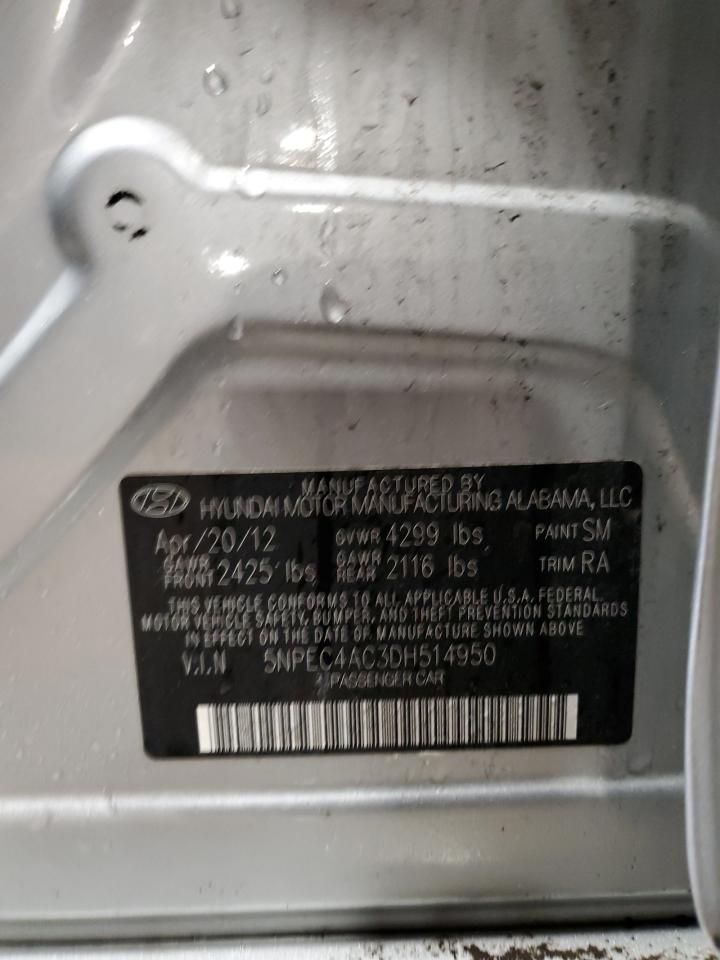 MANUFACTURED BY
HYUNDAI MOTOR MANUFACTURING ALABAMA, LLC
Apr/20/12 GVWR 4299 lbs PAINT SM
GAWR FRONT 2425 lbs GAWR REAR 2116 lbs TRIM RA
THIS VEHICLE CONFORMS TO ALL APPLICABLE U.S.A. FEDERAL
MOTOR VEHICLE SAFETY, BUMPER, AND THEFT PREVENTION STANDARDS
IN EFFECT ON THE DATE OF MANUFACTURE SHOWN ABOVE.
V.I.N 5NPEC4AC3DH514950
PASSENGER CAR